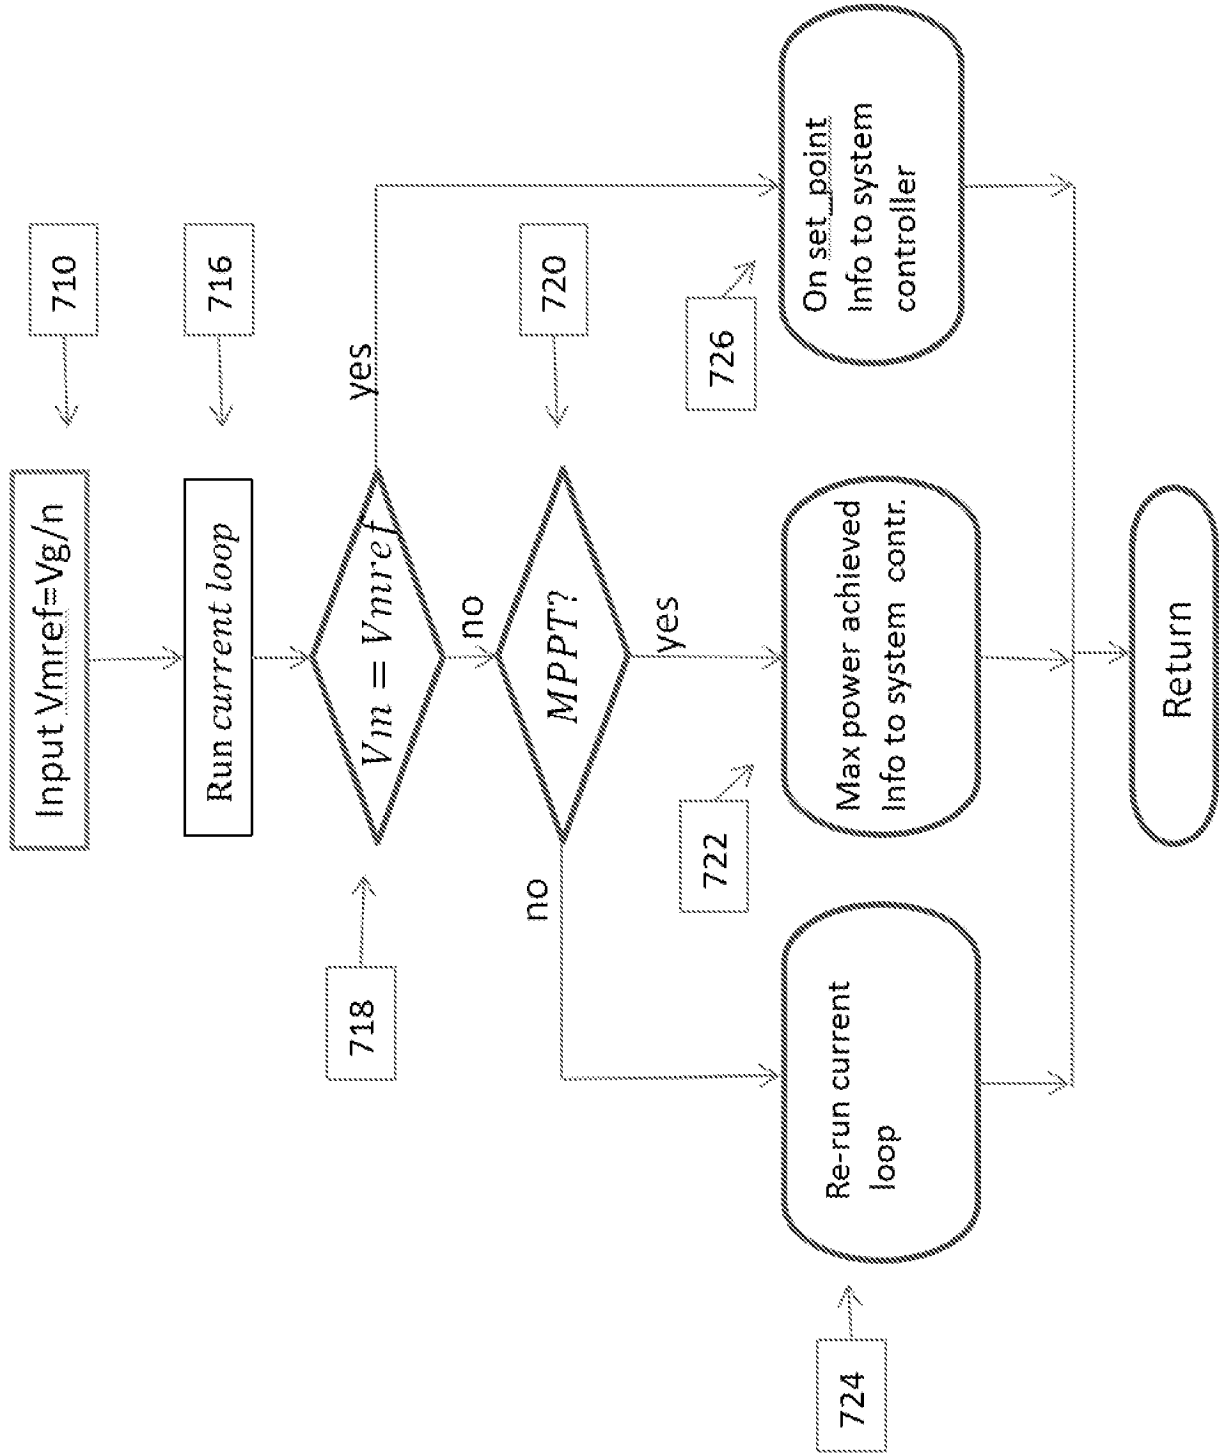 Input Vmref=Vg/n
710
Run current loop
716
Vm = Vmref
718
yes
no
MPPT?
720
no
yes
Re-run current
loop
724
Max power achieved
Info to system contr.
722
On set_point
Info to system
controller
726
Return